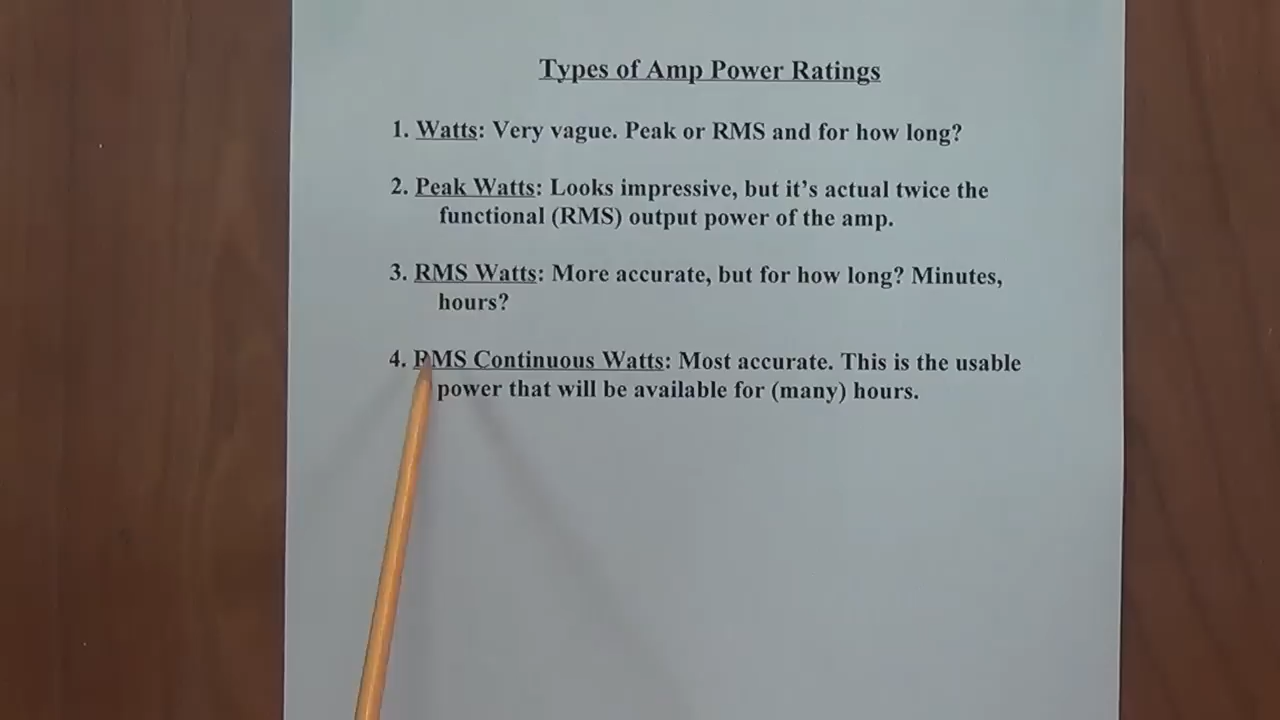 Types of Amp Power Ratings
1. Watts: Very vague. Peak or RMS and for how long?
2. Peak Watts: Looks impressive, but it’s actual twice the
functional (RMS) output power of the amp.
3. RMS Watts: More accurate, but for how long? Minutes,
hours?
4. RMS Continuous Watts: Most accurate. This is the usable
power that will be available for (many) hours.